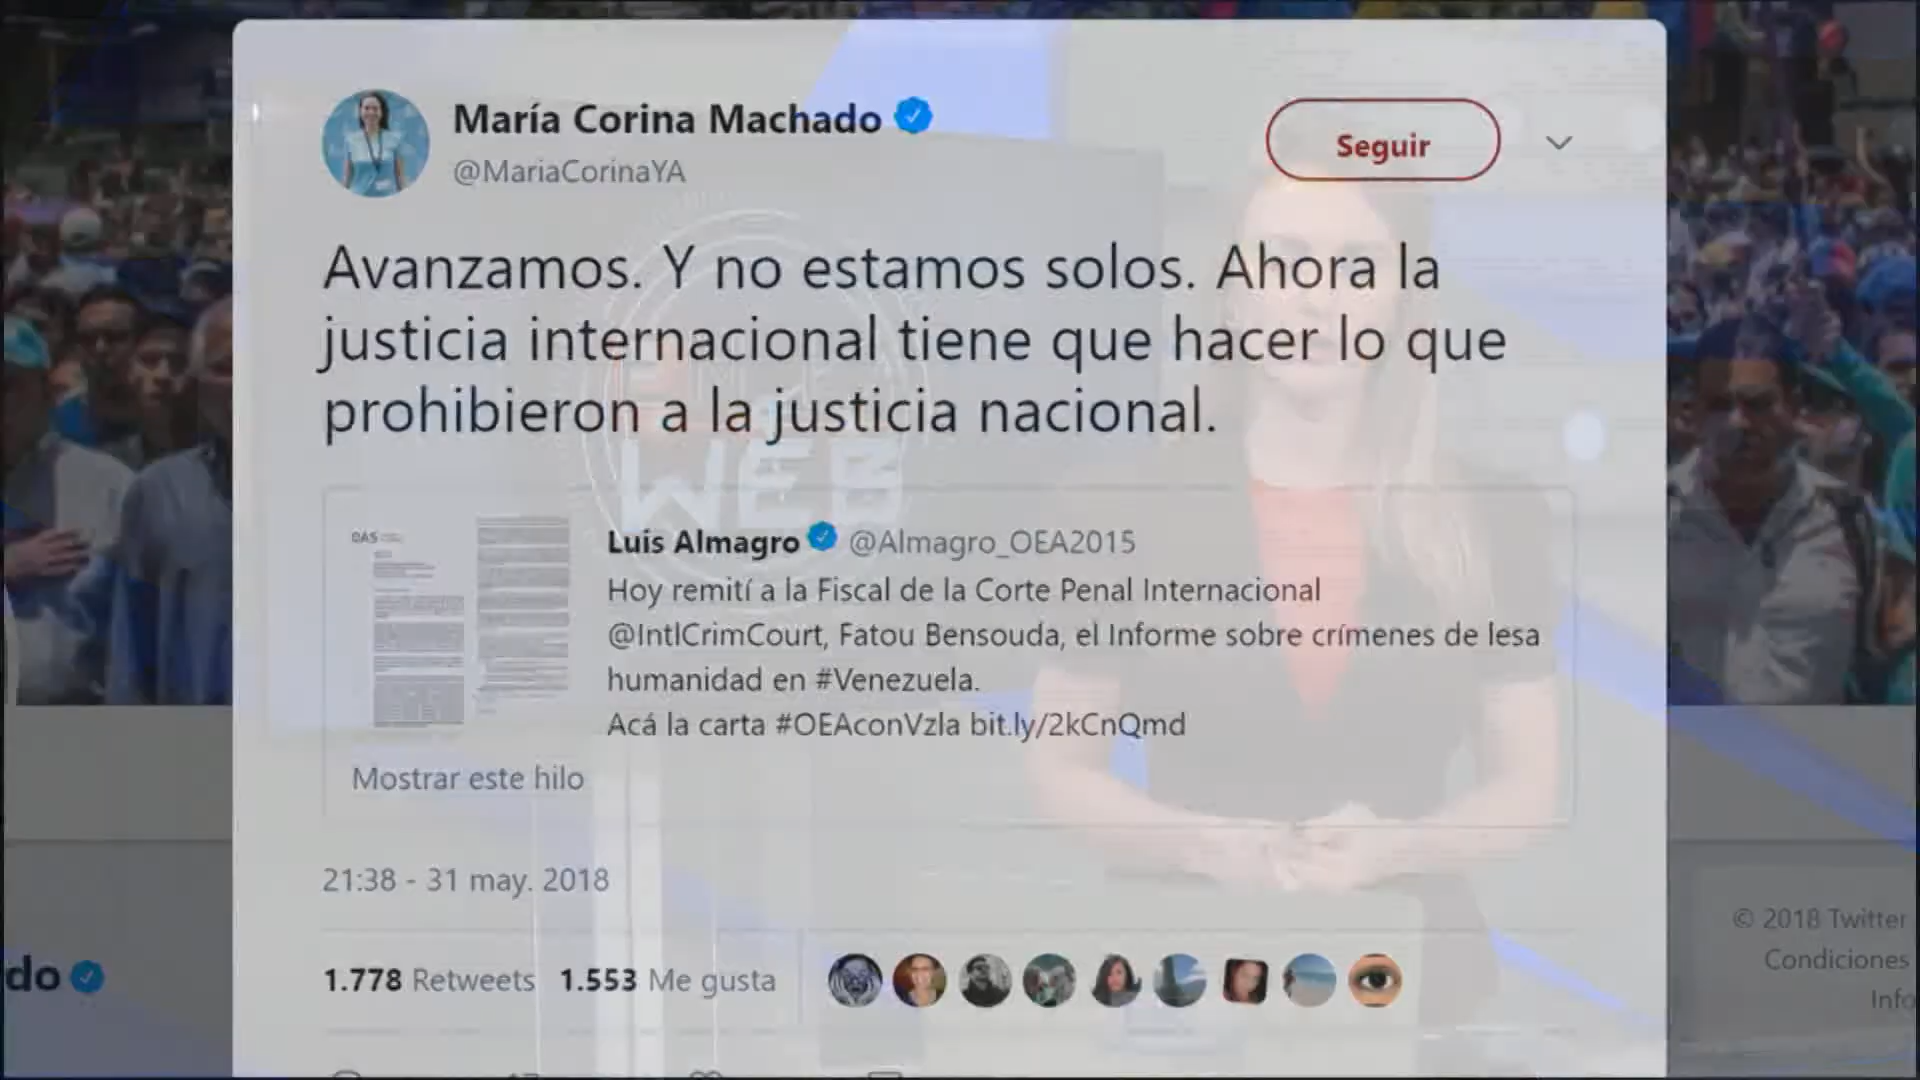 María Corina Machado
@MariaCorinaYA
Seguir
Avanzamos. Y no estamos solos. Ahora la
justicia internacional tiene que hacer lo que
prohibieron a la justicia nacional.
WEB
OAS
Luis Almagro @Almagro_OEA2015
Hoy remití a la Fiscal de la Corte Penal Internacional
@IntlCrimCourt, Fatou Bensouda, el Informe sobre crímenes de lesa
humanidad en #Venezuela.
Acá la carta #OEAconVzla bit.ly/2kCnQmd
Mostrar este hilo
21:38 - 31 may. 2018
1.778 Retweets 1.553 Me gusta
do
© 2018 Twitter
Condiciones
Info